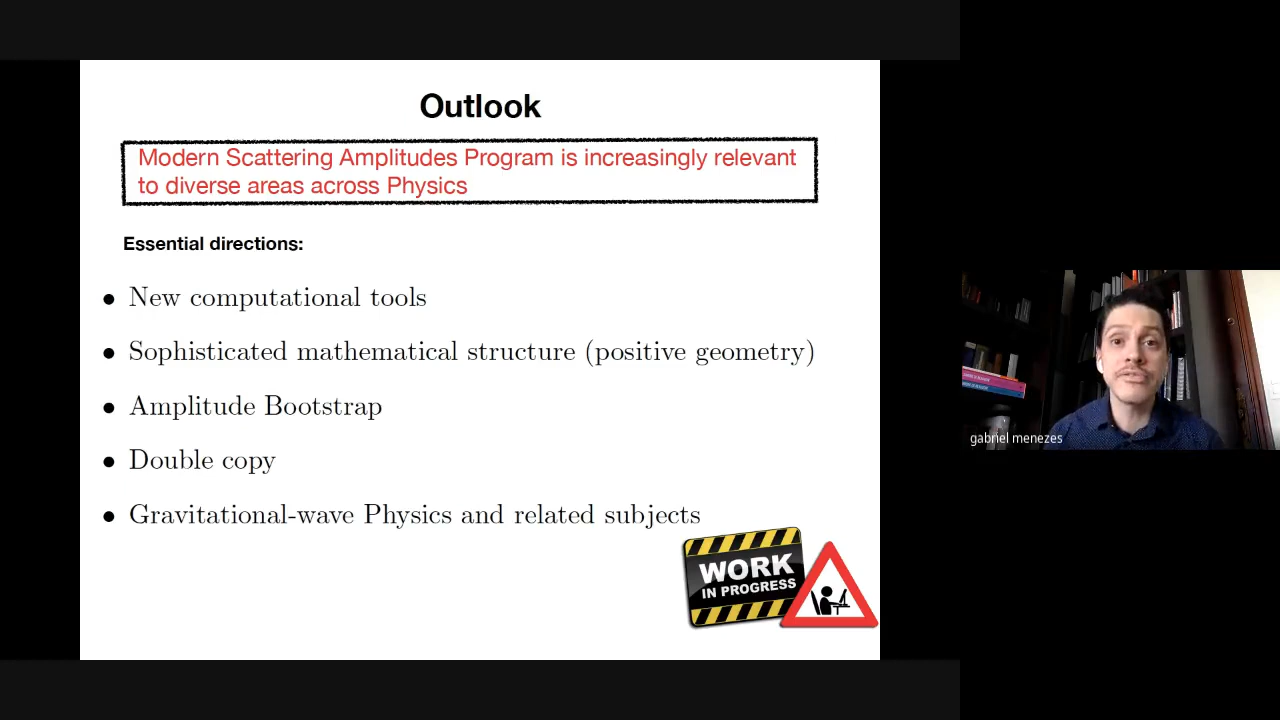 Outlook
Modern Scattering Amplitudes Program is increasingly relevant
to diverse areas across Physics
Essential directions:
• New computational tools
• Sophisticated mathematical structure (positive geometry)
• Amplitude Bootstrap
• Double copy
• Gravitational-wave Physics and related subjects
WORK
IN PROGRESS
gabriel menezes